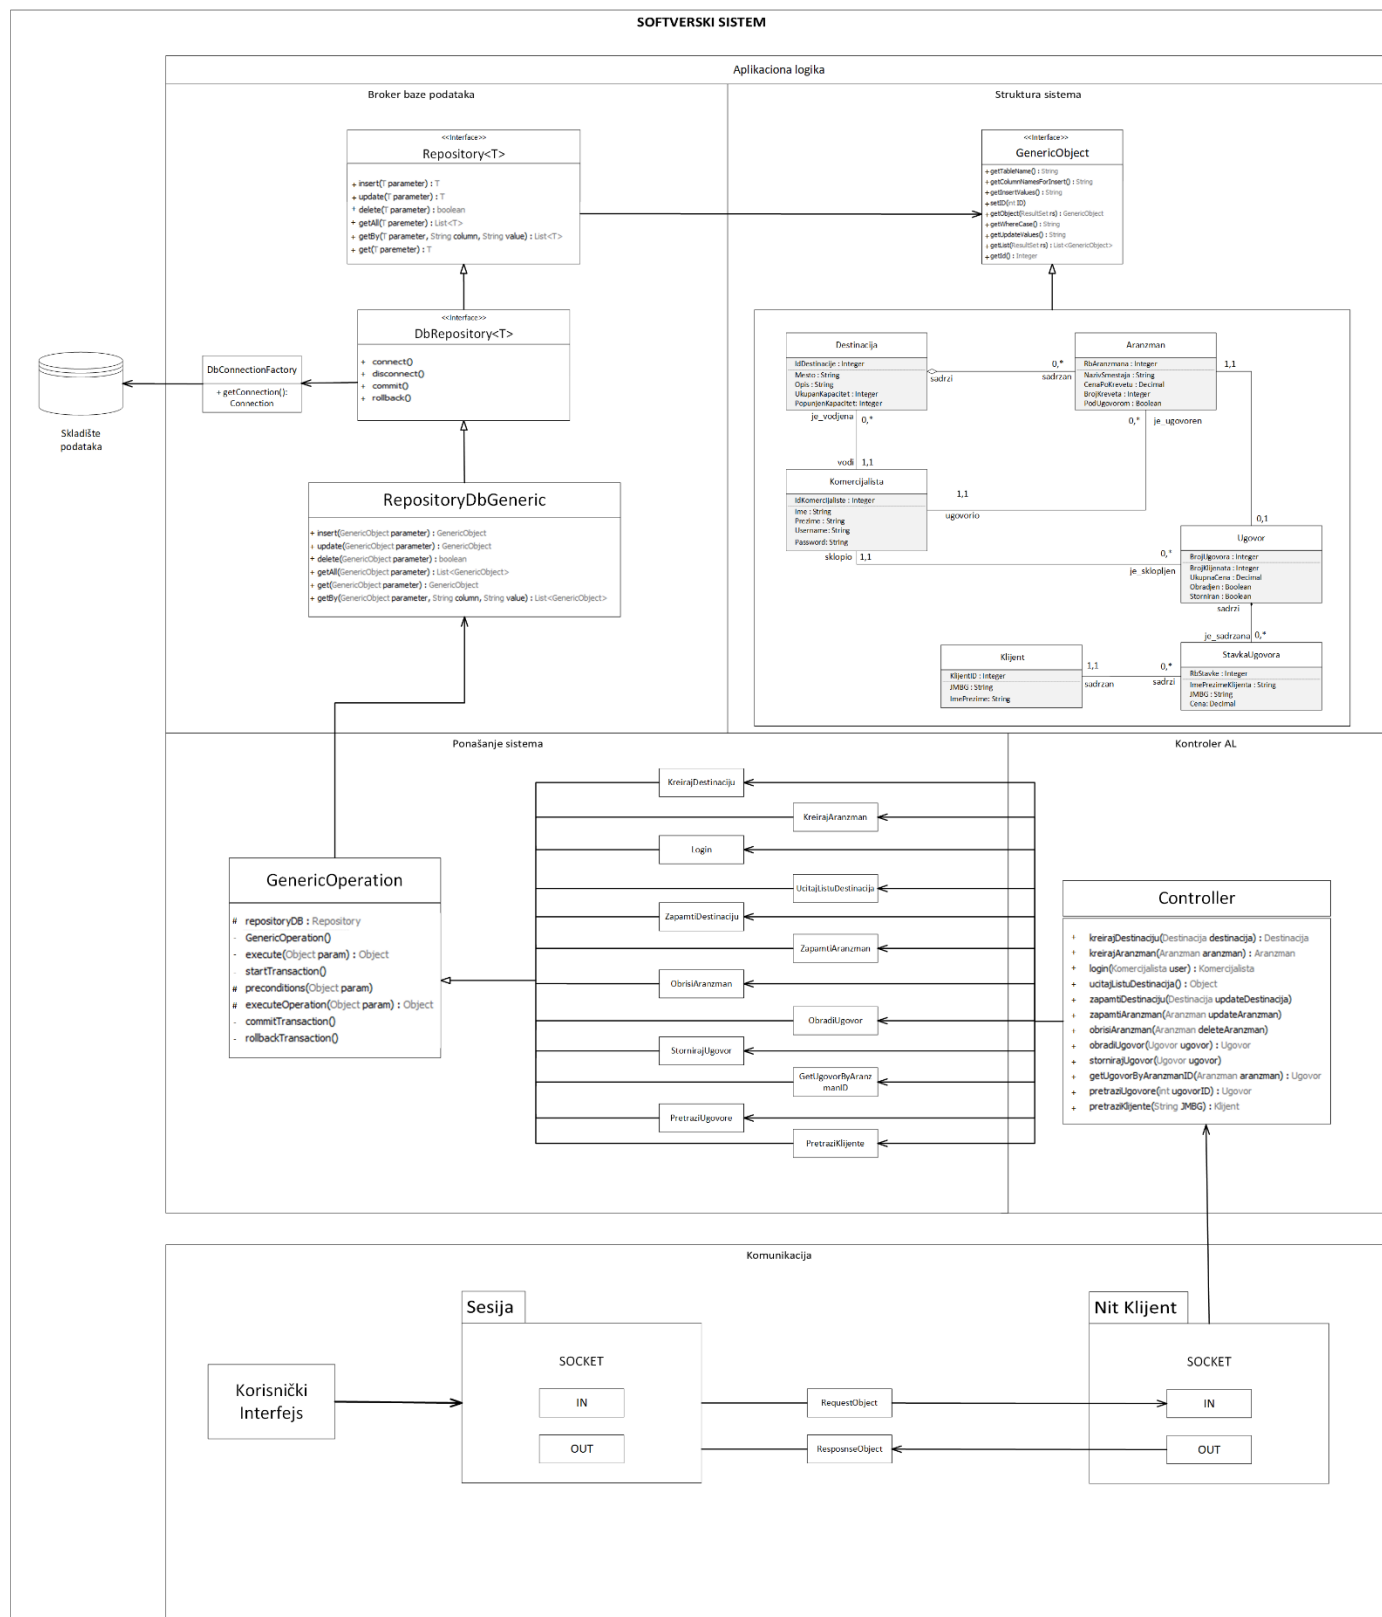 SOFTVERSKI SISTEM
Aplikaciona logika
Broker baze podataka
<<Interface>>
Repository<T>
+ insert(T parameter) : T
+ update(T parameter) : T
+ delete(T parameter) : boolean
+ getAll(T paremeter) : List<T>
+ getBy(T parameter, String column, String value) : List<T>
+ get(T paremeter) : T
<<Interface>>
DbRepository<T>
+ connect()
+ disconnect()
+ commit()
+ rollback()
DbConnectionFactory
+ getConnection():
Connection
Skladište
podataka
RepositoryDbGeneric
+ insert(GenericObject parameter) : GenericObject
+ update(GenericObject parameter) : GenericObject
+ delete(GenericObject parameter) : boolean
+ getAll(GenericObject parameter) : List<GenericObject>
+ get(GenericObject parameter) : GenericObject
+ getBy(GenericObject parameter, String column, String value) : List<GenericObject>
Struktura sistema
<<Interface>>
GenericObject
+ getTableName() : String
+ getColumnNamesForInsert() : String
+ getInsertValues() : String
+ setID(int ID)
+ getObject(ResultSet rs) : GenericObject
+ getWhereCase() : String
+ getUpdateValues() : String
+ getList(ResultSet rs) : List<GenericObject>
+ getId() : Integer
Destinacija
IdDestinacije : Integer
Mesto : String
Opis : String
UkupanKapacitet : Integer
PopunjenKapacitet: Integer
sadrzi
0,*
sadrzan
Aranzman
RbAranzmana : Integer
NazivSmestaja : String
CenaPoKrevetu : Decimal
BrojKreveta : Integer
PodUgovorom : Boolean
1,1
je_vodjena
0,*
0,*
je_ugovoren
vodi
1,1
Komercijalista
IdKomercijaliste : Integer
Ime : String
Prezime : String
Username : String
Password: String
1,1
ugovorio
sklopio
1,1
0,*
je_sklopljen
0,1
Ugovor
BrojUgovora : Integer
BrojKlijenata : Integer
UkupnaCena : Decimal
Obradjen : Boolean
Storniran : Boolean
sadrzi
je_sadrzana
0,*
Klijent
KlijentID : Integer
JMBG : String
ImePrezime: String
1,1
sadrzan
0,*
sadrzi
StavkaUgovora
RbStavke : Integer
ImePrezimeKlijenta : String
JMBG : String
Cena: Decimal
Ponašanje sistema
GenericOperation
# repositoryDB : Repository
- GenericOperation()
- execute(Object param) : Object
- startTransaction()
# preconditions(Object param)
# executeOperation(Object param) : Object
- commitTransaction()
- rollbackTransaction()
KreirajDestinaciju
KreirajAranzman
Login
UcitajListuDestinacija
ZapamtiDestinaciju
ZapamtiAranzman
ObrisiAranzman
ObradiUgovor
StornirajUgovor
GetUgovorByAranz
manID
PretraziUgovore
PretraziKlijente
Kontroler AL
Controller
+ kreirajDestinaciju(Destinacija destinacija) : Destinacija
+ kreirajAranzman(Aranzman aranzman) : Aranzman
+ login(Komercijalista user) : Komercijalista
+ ucitajListuDestinacija() : Object
+ zapamtiDestinaciju(Destinacija updateDestinacija)
+ zapamtiAranzman(Aranzman updateAranzman)
+ obrisiAranzman(Aranzman deleteAranzman)
+ obradiUgovor(Ugovor ugovor) : Ugovor
+ stornirajUgovor(Ugovor ugovor)
+ getUgovorByAranzmanID(Aranzman aranzman) : Ugovor
+ pretraziUgovore(int ugovorID) : Ugovor
+ pretraziKlijente(String JMBG) : Klijent
Komunikacija
Korisnički
Interfejs
Sesija
SOCKET
IN
OUT
RequestObject
ResposnseObject
Nit Klijent
SOCKET
IN
OUT